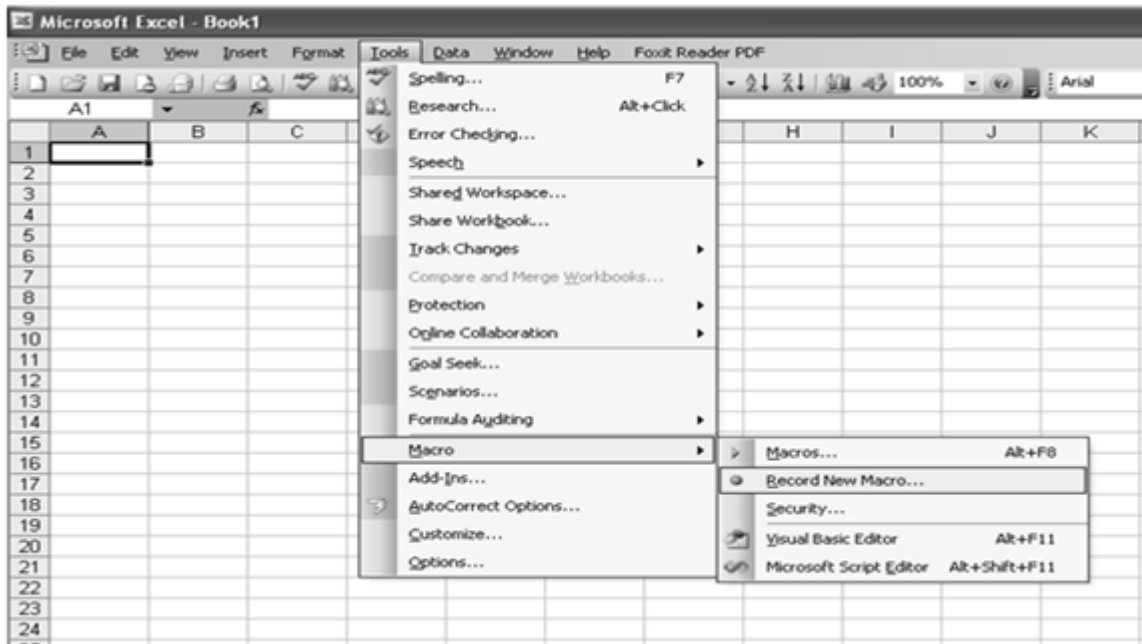 Microsoft Excel - Book1
File Edit View Insert Format Tools Data Window Help Foxit Reader PDF
100% Arial
A1 fx
A B C H I J K
Spelling... F7
Research... Alt+Click
Error Checking...
Speech
Shared Workspace...
Share Workbook...
Track Changes
Compare and Merge Workbooks...
Protection
Online Collaboration
Goal Seek...
Scenarios...
Formula Auditing
Macro
Add-Ins...
AutoCorrect Options...
Customize...
Options...
Macros... Alt+F8
Record New Macro...
Security...
Visual Basic Editor Alt+F11
Microsoft Script Editor Alt+Shift+F11
1
2
3
4
5
6
7
8
9
10
11
12
13
14
15
16
17
18
19
20
21
22
23
24